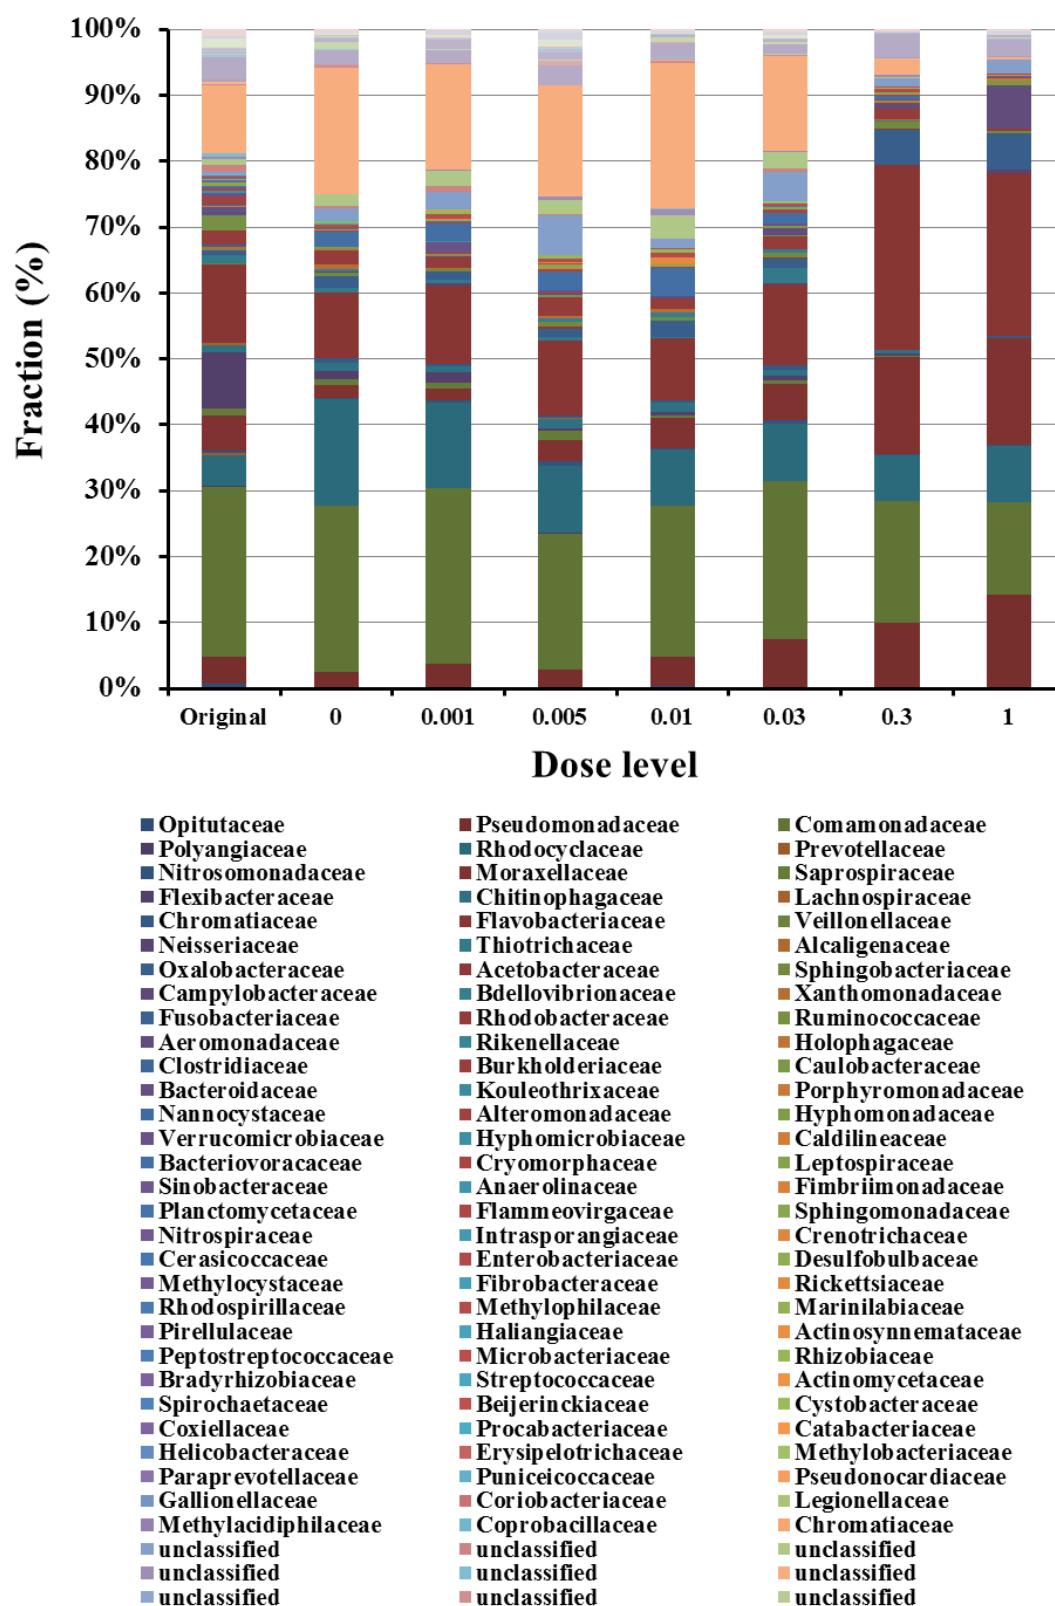 100%
90%
80%
70%
60%
50%
40%
30%
20%
10%
0%
Fraction (%)
Original 0 0.001 0.005 0.01 0.03 0.3 1
Dose level
Opitutaceae Pseudomonadaceae Comamonadaceae
Polyangiaceae Rhodocyclaceae Prevotellaceae
Nitrosomonadaceae Moraxellaceae Saprospiraceae
Flexibacteraceae Chitinophagaceae Lachnospiraceae
Chromatiaceae Flavobacteriaceae Veillonellaceae
Neisseriaceae Thiotrichaceae Alcaligenaceae
Oxalobacteraceae Acetobacteraceae Sphingobacteriaceae
Campylobacteraceae Bdellovibrionaceae Xanthomonadaceae
Fusobacteriaceae Rhodobacteraceae Ruminococcaceae
Aeromonadaceae Rikenellaceae Holophagaceae
Clostridiaceae Burkholderiaceae Caulobacteraceae
Bacteroidaceae Kouleothrixaceae Porphyromonadaceae
Nannocystaceae Alteromonadaceae Hyphomonadaceae
Verrucomicrobiaceae Hyphomicrobiaceae Caldilineaceae
Bacteriovoracaceae Cryomorphaceae Leptospiraceae
Sinobacteraceae Anaerolinaceae Fimbriimonadaceae
Planctomycetaceae Flammeovirgaceae Sphingomonadaceae
Nitrospiraceae Intrasporangiaceae Crenotrichaceae
Cerasicoccaceae Enterobacteriaceae Desulfobulbaceae
Methylocystaceae Fibrobacteraceae Rickettsiaceae
Rhodospirillaceae Methylophilaceae Marinilabiaceae
Pirellulaceae Haliangiaceae Actinosynnemataceae
Peptostreptococcaceae Microbacteriaceae Rhizobiaceae
Bradyrhizobiaceae Streptococcaceae Actinomycetaceae
Spirochaetaceae Beijerinckiaceae Cystobacteraceae
Coxiellaceae Procabacteriaceae Catabacteriaceae
Helicobacteraceae Erysipelotrichaceae Methylobacteriaceae
Paraprevotellaceae Puniceicoccaceae Pseudonocardiaceae
Gallionellaceae Coriobacteriaceae Legionellaceae
Methylacidiphilaceae Coprobacillaceae Chromatiaceae
unclassified unclassified unclassified
unclassified unclassified unclassified
unclassified unclassified unclassified